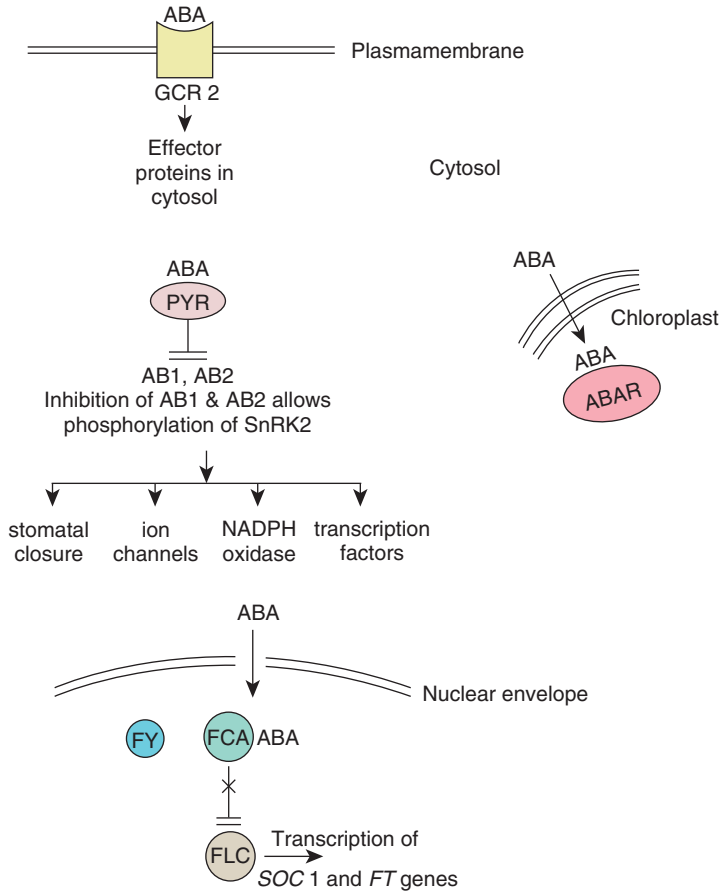 ABA
Plasmamembrane
GCR 2
Effector
proteins in
cytosol
Cytosol
ABA
PYR
AB1, AB2
Inhibition of AB1 & AB2 allows
phosphorylation of SnRK2
ABA
Chloroplast
ABA
ABAR
stomatal
closure
ion
channels
NADPH
oxidase
transcription
factors
ABA
Nuclear envelope
FY
FCA ABA
FLC
Transcription of
SOC 1 and FT genes